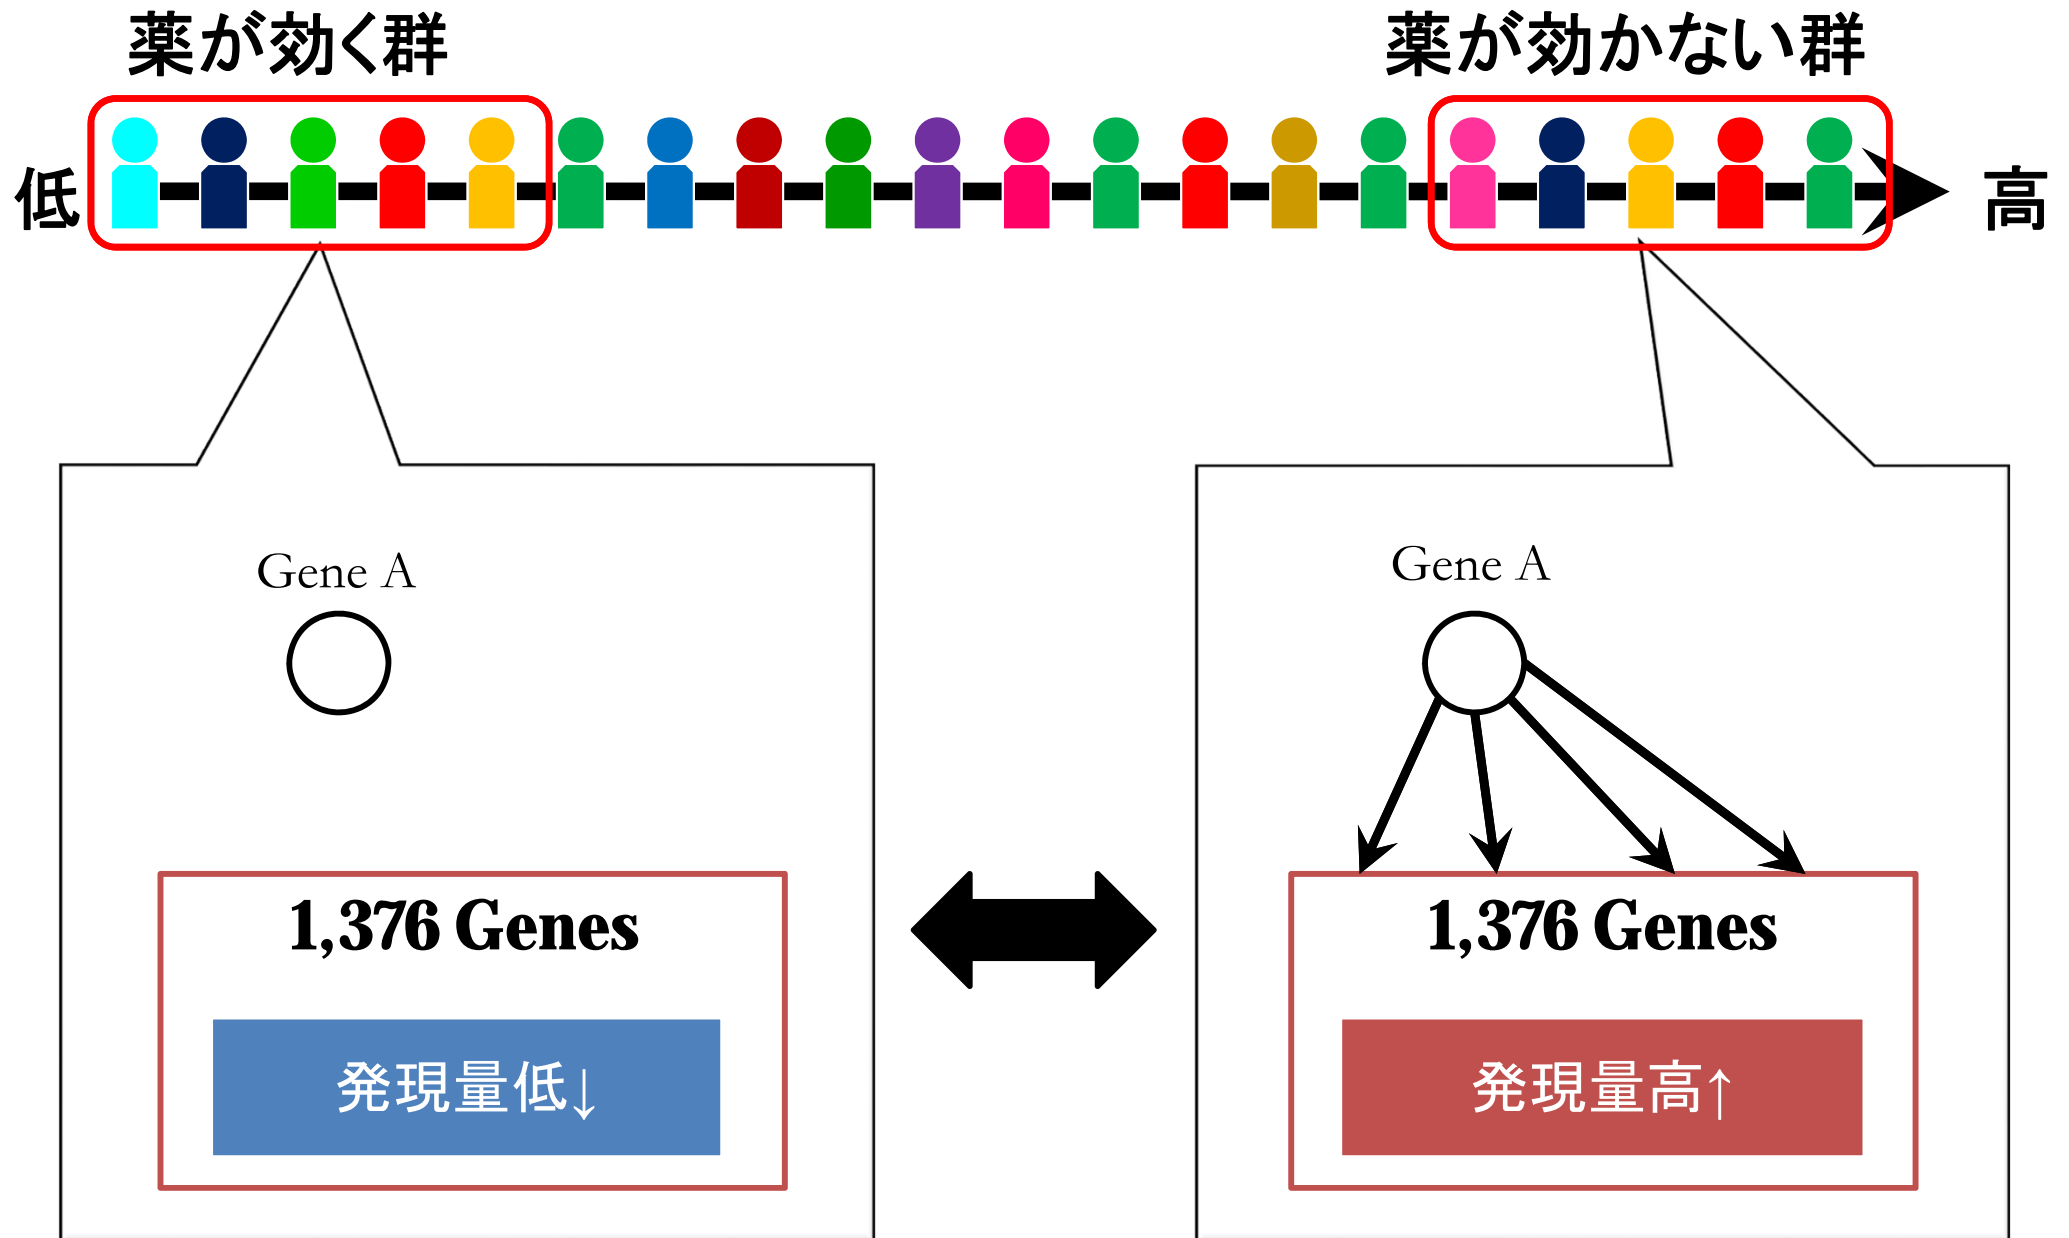 薬が効く群
薬が効かない群
低
高
Gene A
Gene A
1,376 Genes
1,376 Genes
発現量低↓
発現量高↑